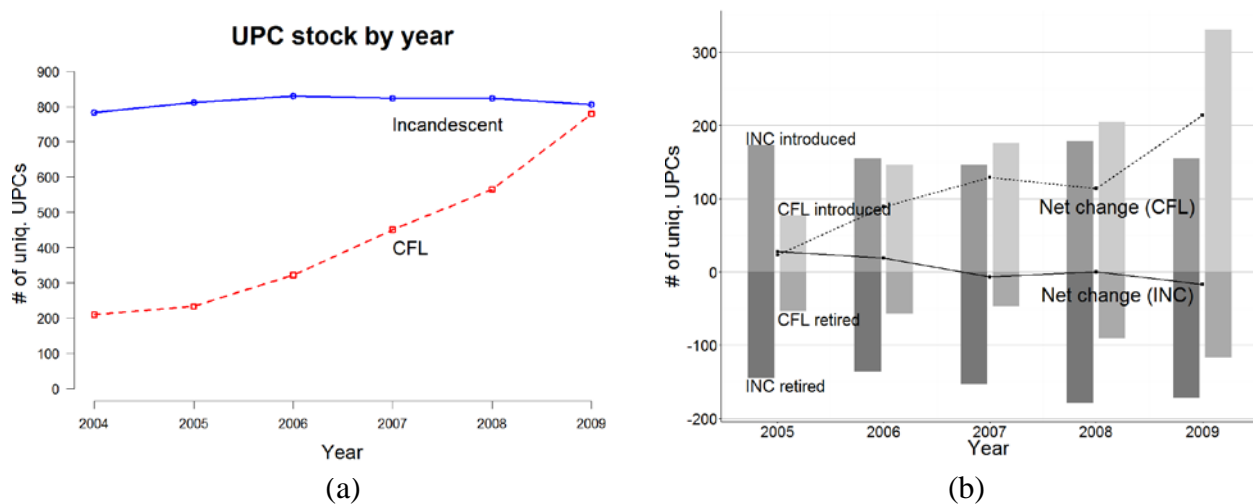 UPC stock by year
# of uniq. UPCs
900
800
700
600
500
400
300
200
100
0
Incandescent
CFL
2004 2005 2006 2007 2008 2009
Year
(a)
# of uniq. UPCs
300
200
100
0
-100
-200
INC introduced
CFL introduced
Net change (CFL)
Net change (INC)
CFL retired
INC retired
2005 2006 2007 2008 2009
Year
(b)